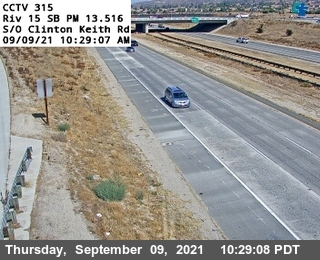 CCTV 315
Riv 15 SB PM 13.516
S/O Clinton Keith Rd
09/09/21 10:29:07 AM
Thursday, September 09, 2021 10:29:08 PDT